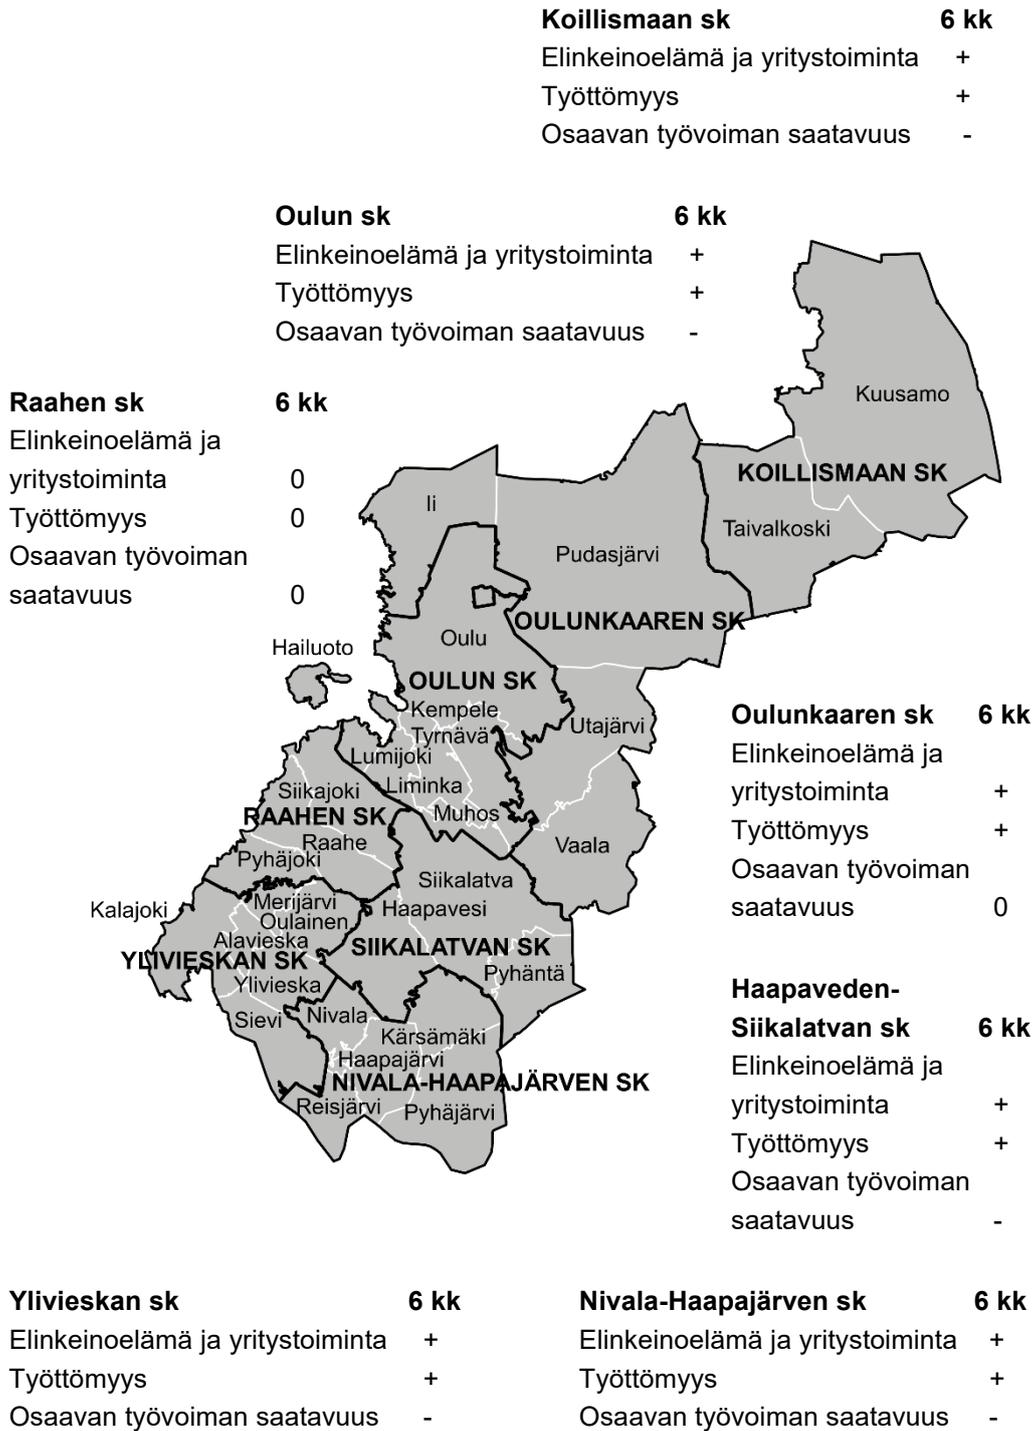 Koillismaan sk 6 kk
Elinkeinoelämä ja yritystoiminta +
Työttömyys +
Osaavan työvoiman saatavuus -
Oulun sk 6 kk
Elinkeinoelämä ja yritystoiminta +
Työttömyys +
Osaavan työvoiman saatavuus -
Raahen sk 6 kk
Elinkeinoelämä ja
yritystoiminta 0
Työttömyys 0
Osaavan työvoiman
saatavuus 0
Kuusamo
KOILLISMAAN SK
Ii
Taivalkoski
Pudasjärvi
OULUNKAAREN SK
Oulu
Hailuoto
OULUN SK
Kempele
Utajärvi
Tyrnävä
Lumijoki
Liminka
Siikajoki
Muhos
RAAHEN SK
Raahe
Vaala
Pyhäjoki
Siikalatva
Merijärvi
Haapavesi
Kalajoki
Oulainen
Alavieska
SIIKALATVAN SK
YLIVIESKAN SK
Pyhäntä
Ylivieska
Sievi
Nivala
Kärsämäki
Haapajärvi
NIVALA-HAAPAJÄRVEN SK
Reisjärvi
Pyhäjärvi
Oulunkaaren sk 6 kk
Elinkeinoelämä ja
yritystoiminta +
Työttömyys +
Osaavan työvoiman
saatavuus 0
Haapaveden-
Siikalatvan sk 6 kk
Elinkeinoelämä ja
yritystoiminta +
Työttömyys +
Osaavan työvoiman
saatavuus -
Ylivieskan sk 6 kk
Elinkeinoelämä ja yritystoiminta +
Työttömyys +
Osaavan työvoiman saatavuus -
Nivala-Haapajärven sk 6 kk
Elinkeinoelämä ja yritystoiminta +
Työttömyys +
Osaavan työvoiman saatavuus -